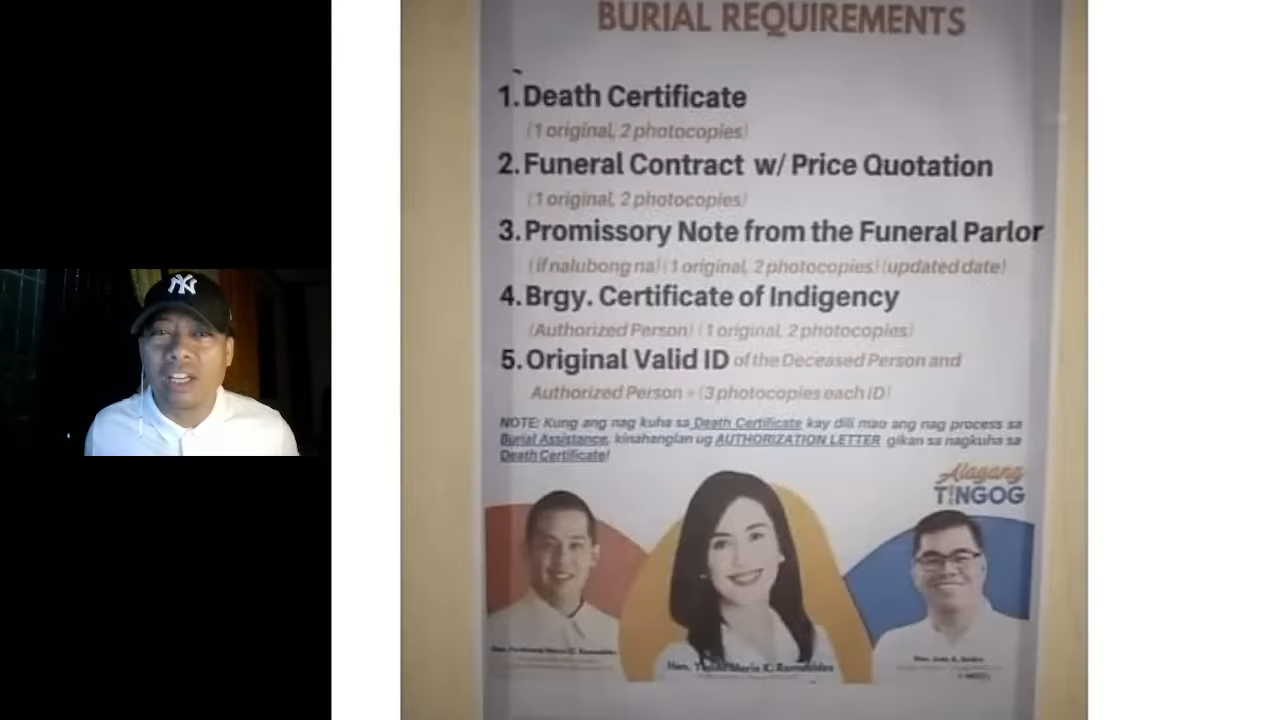 BURIAL REQUIREMENTS
1. Death Certificate
(1 original, 2 photocopies)
2. Funeral Contract w/ Price Quotation
(1 original, 2 photocopies)
3. Promissory Note from the Funeral Parlor
(if nalubong na) (1 original, 2 photocopies) (updated date)
4. Brgy. Certificate of Indigency
(Authorized Person) (1 original, 2 photocopies)
5. Original Valid ID of the Deceased Person and
Authorized Person - (3 photocopies each ID)
NOTE: Kung ang nag kuha sa Death Certificate kay dili mao ang nag process sa
Burial Assistance, kinahanglan ug AUTHORIZATION LETTER gikan sa nagkuha sa
Death Certificate!
Alagang
T!NGOG
NY
Hon. Marie K. Romualdez